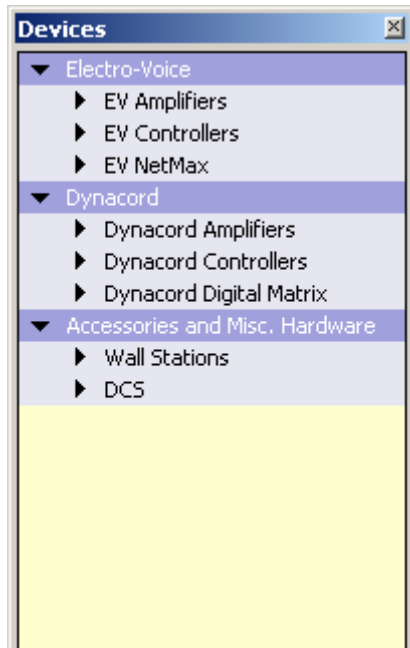 Devices
Electro-Voice
EV Amplifiers
EV Controllers
EV NetMax
Dynacord
Dynacord Amplifiers
Dynacord Controllers
Dynacord Digital Matrix
Accessories and Misc. Hardware
Wall Stations
DCS